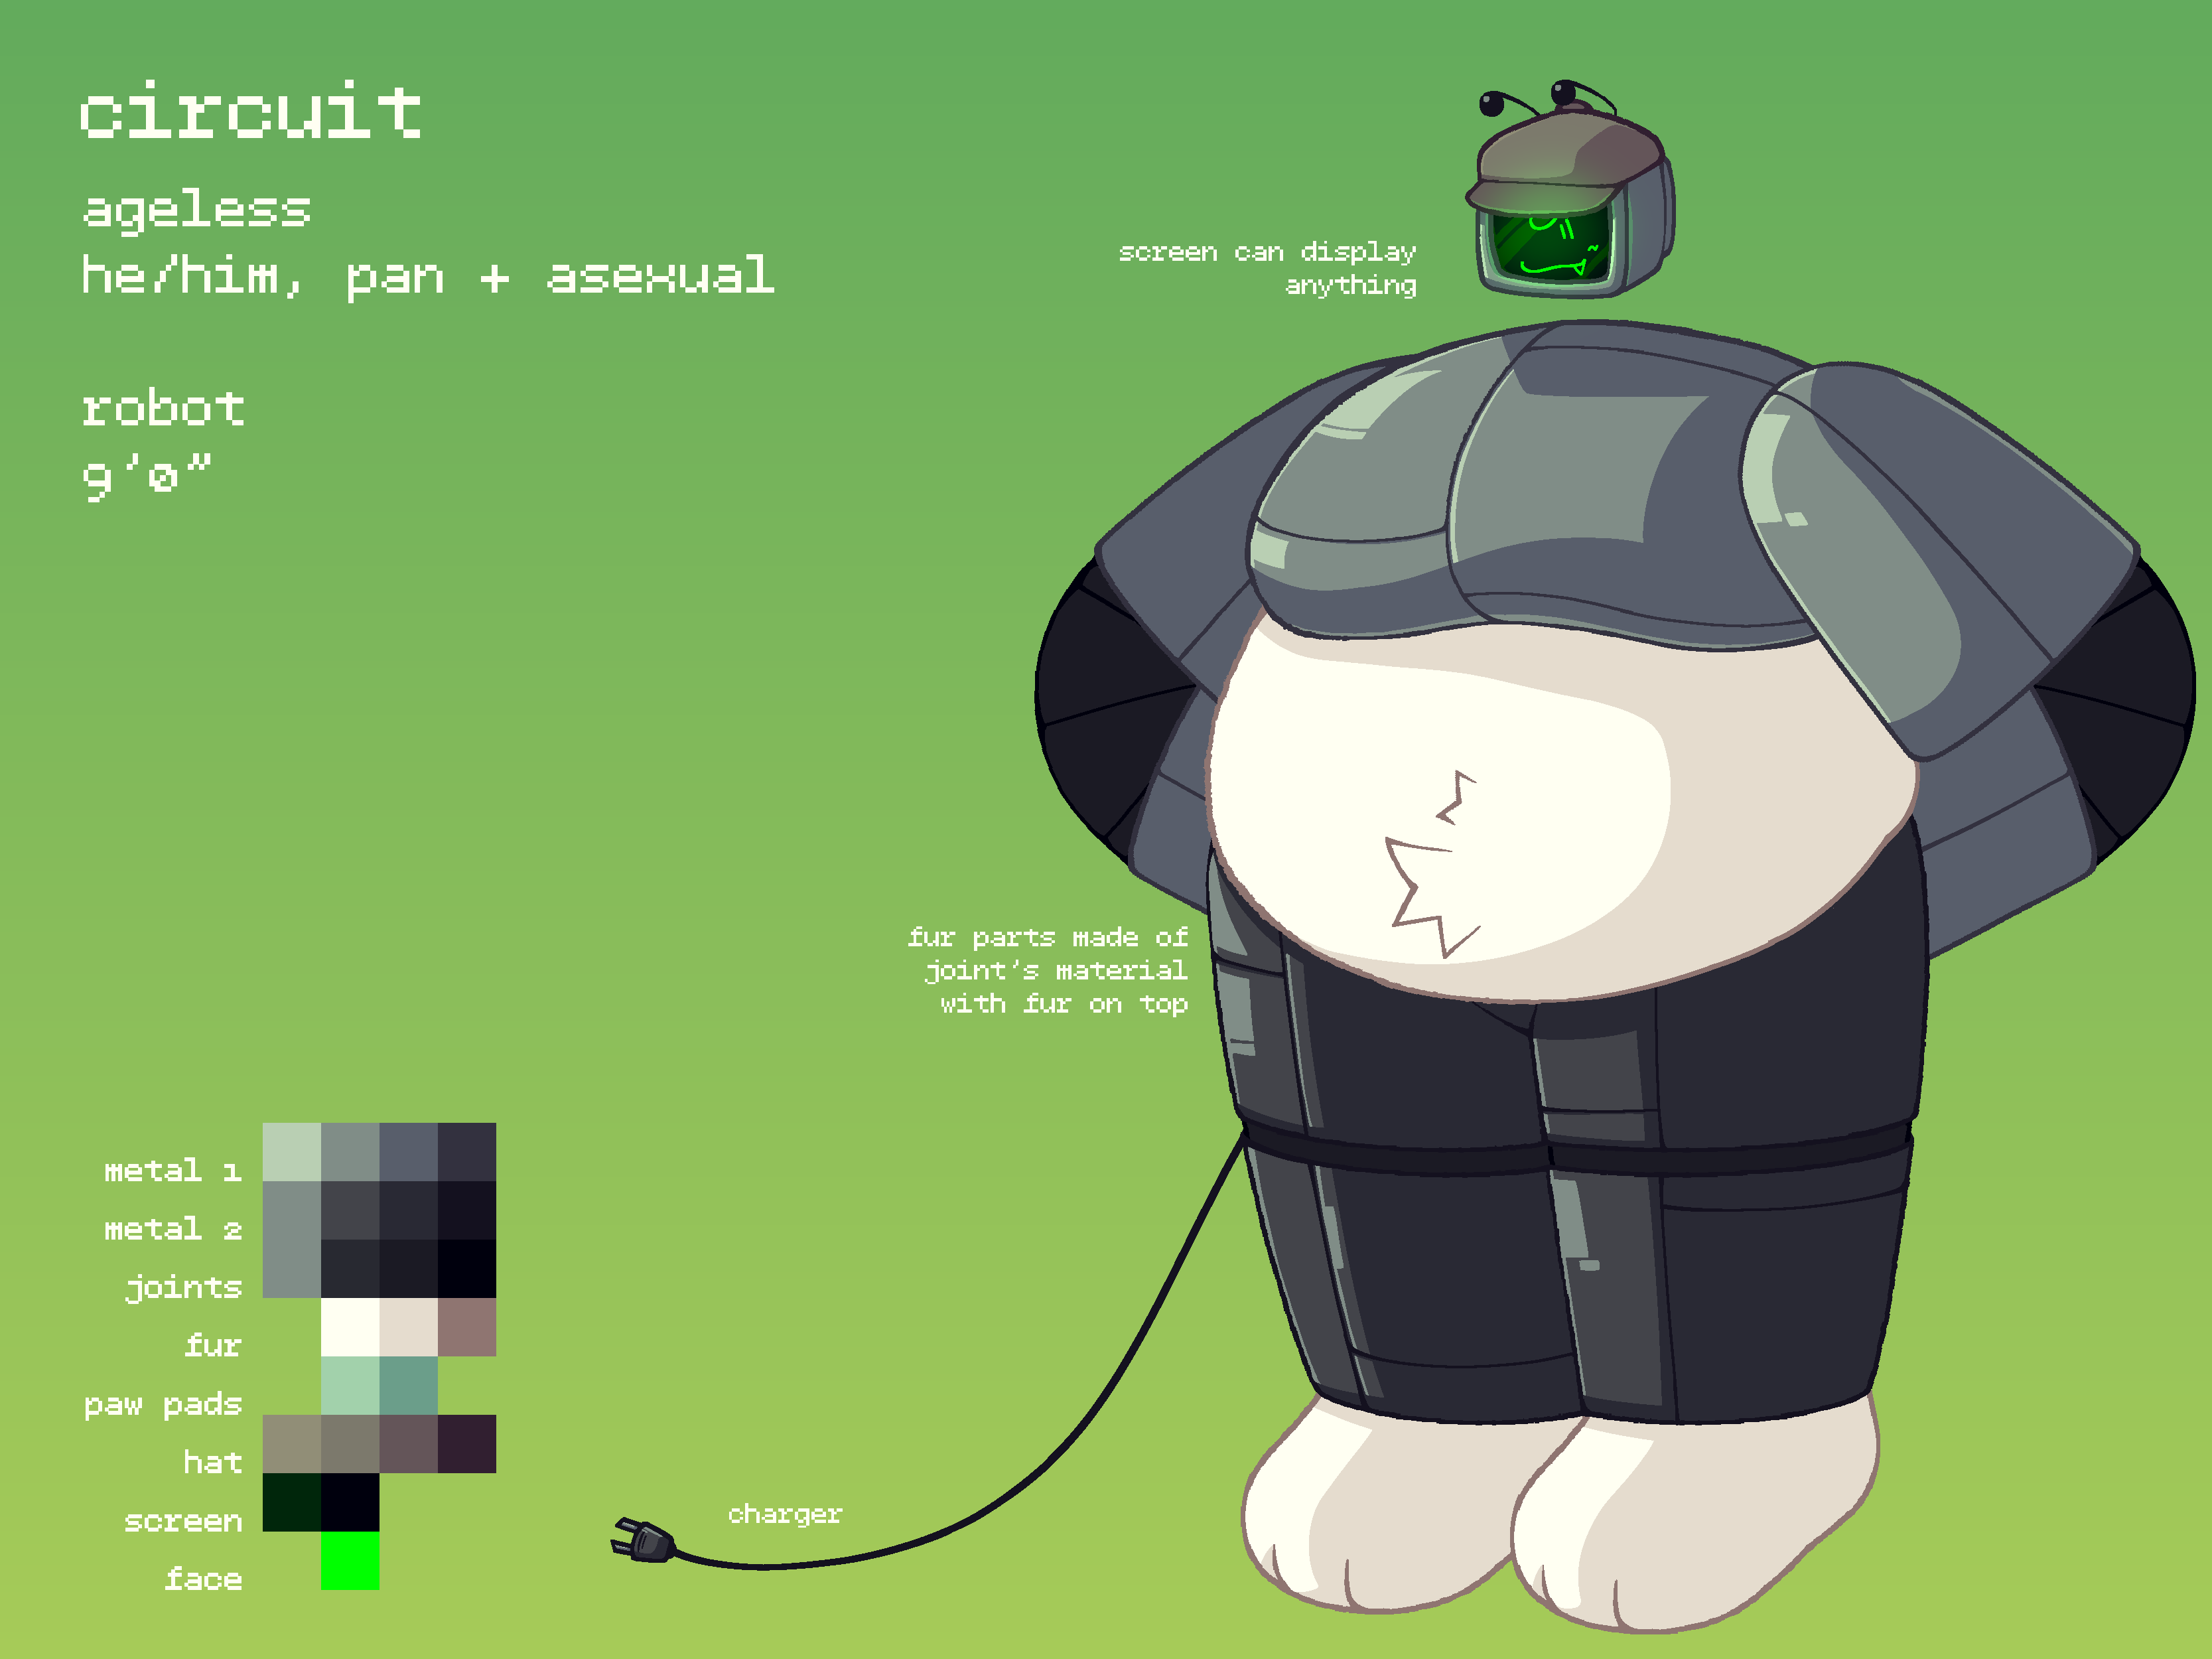 circuit
ageless
he/him, pan + asexual
robot
9'0"
screen can display
anything
fur parts made of
joint's material
with fur on top
metal 1
metal 2
joints
fur
paw pads
hat
screen
face
charger